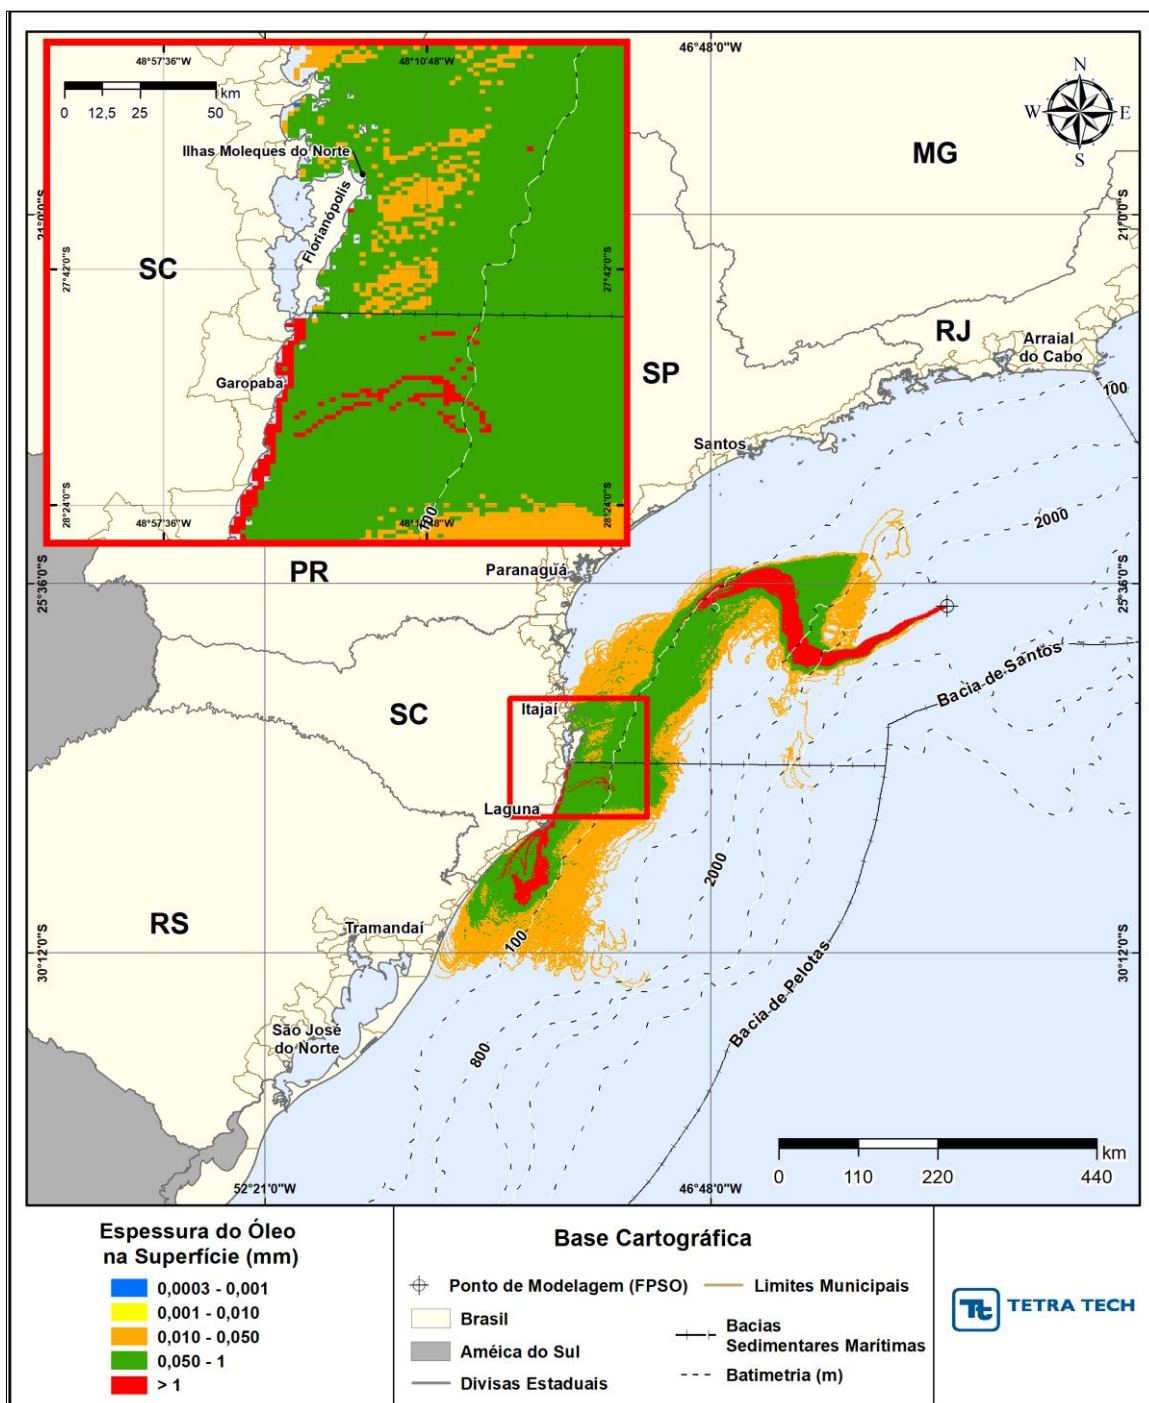 46°48'0"W
48°57'36"W
48°10'48"W
0 12,5 25 50 km
Ilhas Moleques do Norte
Florianópolis
SC
Garopaba
27°42'0"S
28°24'0"S
48°57'36"W
48°10'48"W
100
N
W E
S
MG
21°0'0"S
21°0'0"S
RJ
Arraial
do Cabo
SP
100
Santos
2000
PR
Paranaguá
25°36'0"S
25°36'0"S
Bacia de Santos
SC
Itajaí
Laguna
2000
RS
Tramandaí
100
30°12'0"S
30°12'0"S
Bacia de Pelotas
São José
do Norte
800
km
0 110 220 440
52°21'0"W
46°48'0"W
Espessura do Óleo
na Superfície (mm)
0,0003 - 0,001
0,001 - 0,010
0,010 - 0,050
0,050 - 1
> 1
Base Cartográfica
Ponto de Modelagem (FPSO)
Limites Municipais
Brasil
Bacias
Sedimentares Marítimas
Améica do Sul
Batimetria (m)
Divisas Estaduais
Tt TETRA TECH